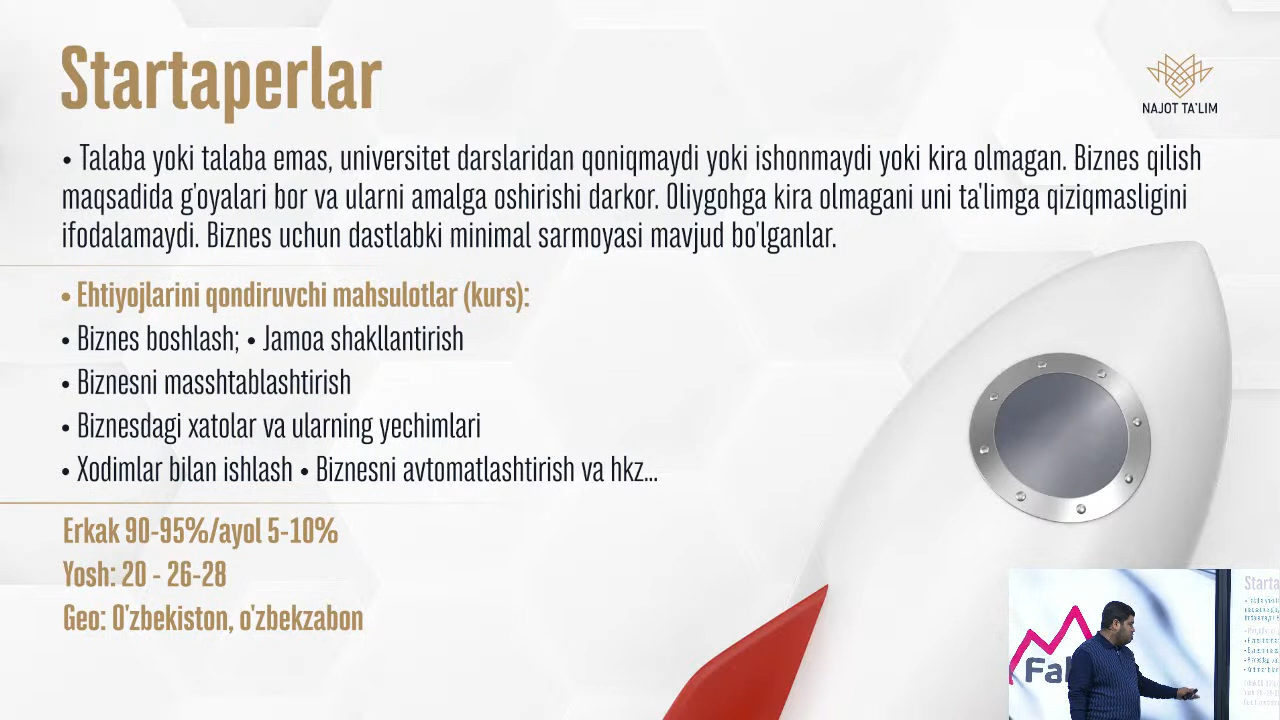 Startaperlar
NAJOT TA'LIM
• Talaba yoki talaba emas, universitet darslaridan qoniqmaydi yoki ishonmaydi yoki kira olmagan. Biznes qilish
maqsadida g'oyalari bor va ularni amalga oshirishi darkor. Oliygohga kira olmagani uni ta'limga qiziqmasligini
ifodalamaydi. Biznes uchun dastlabki minimal sarmoyasi mavjud bo'lganlar.
• Ehtiyojlarini qondiruvchi mahsulotlar (kurs):
• Biznes boshlash; • Jamoa shakllantirish
• Biznesni masshtablashtirish
• Biznesdagi xatolar va ularning yechimlari
• Xodimlar bilan ishlash • Biznesni avtomatlashtirish va hkz...
Erkak 90-95%/ayol 5-10%
Yosh: 20 - 26-28
Geo: O'zbekiston, o'zbekzabon